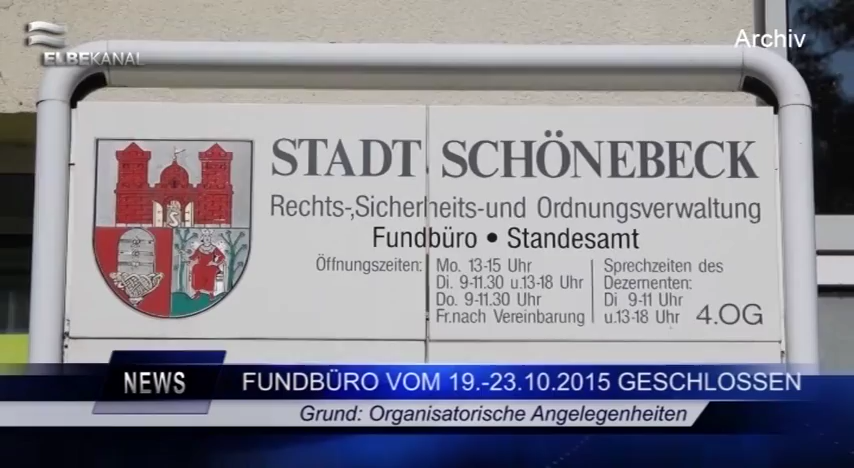 ELBEKANAL
Archiv
STADT SCHÖNEBECK
Rechts-,Sicherheits-und Ordnungsverwaltung
Fundbüro • Standesamt
Öffnungszeiten: Mo. 13-15 Uhr
Di. 9-11.30 u.13-18 Uhr
Do. 9-11.30 Uhr
Fr.nach Vereinbarung
Sprechzeiten des
Dezernenten:
Di 9-11 Uhr
u.13-18 Uhr
4.OG
NEWS
FUNDBÜRO VOM 19.-23.10.2015 GESCHLOSSEN
Grund: Organisatorische Angelegenheiten